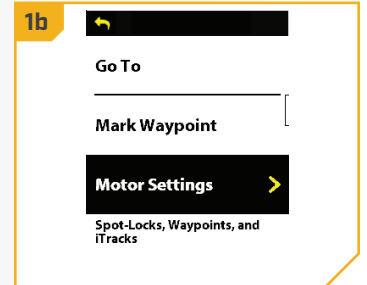 1b
Go To
Mark Waypoint
Motor Settings
Spot-Locks, Waypoints, and
iTracks